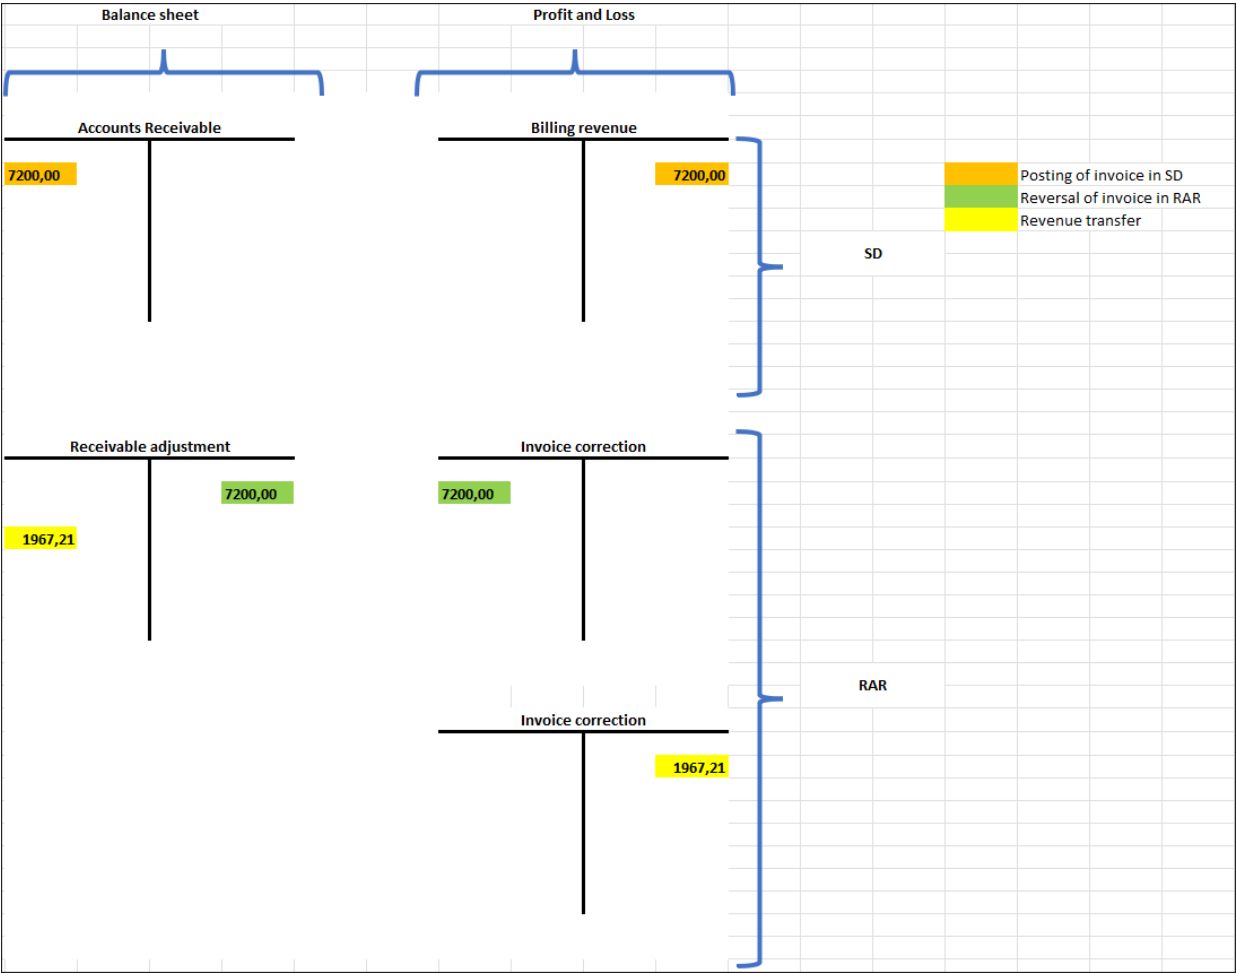 Balance sheet
Profit and Loss
Accounts Receivable
Billing revenue
7200,00
7200,00
Posting of invoice in SD
Reversal of invoice in RAR
Revenue transfer
SD
Receivable adjustment
Invoice correction
7200,00
7200,00
1967,21
RAR
Invoice correction
1967,21